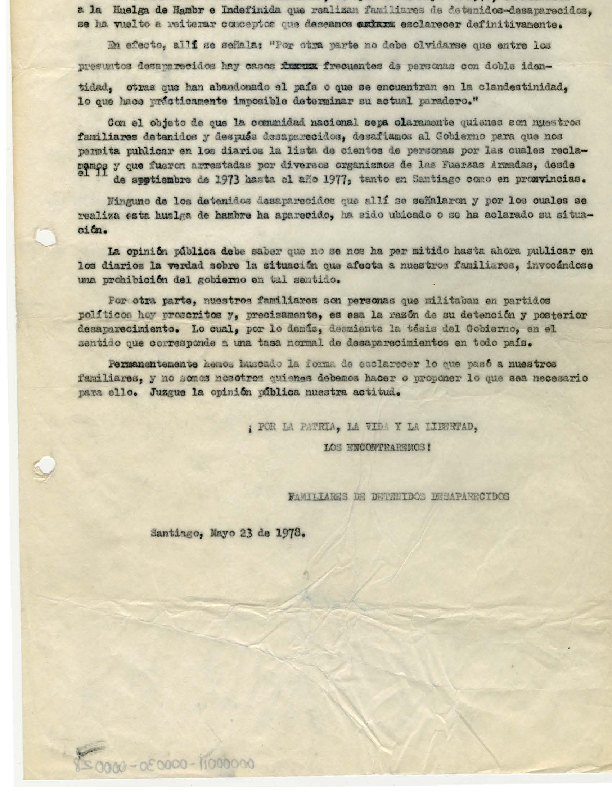 a la Huelga de Hambr e Indefinida que realizan familiares de detenidos-desaparecidos,
se ha vuelto a reiterar conceptos que deseamos esclarecer definitivamente.
En efecto, allí se señala: "Por otra parte no debe olvidarse que entre los
presuntos desaparecidos hay casos frecuentes de personas con doble iden-
tidad, otras que han abandonado el país o que se encuentran en la clandestinidad,
lo que hace prácticamente imposible determinar su actual paradero."
Con el objeto de que la comunidad nacional sepa claramente quienes son nuestros
familiares detenidos y después desaparecidos, desafiamos al Gobierno para que nos
permita publicar en los diarios la lista de cientos de personas por las cuales recla-
mamos y que fueron arrestadas por diversos organismos de las Fuerzas Armadas, desde
el 11
de septiembre de 1973 hasta el año 1977, tanto en Santiago como en provincias.
Ninguno de los detenidos desaparecidos que allí se señalaron y por los cuales se
realiza esta huelga de hambre ha aparecido, ha sido ubicado o se ha aclarado su situa-
ción.
La opinión pública debe saber que no se nos ha per mitido hasta ahora publicar en
los diarios la verdad sobre la situación que afecta a nuestros familiares, invocándose
una prohibición del gobierno en tal sentido.
Por otra parte, nuestros familiares son personas que militaban en partidos
políticos hoy proscritos y, precisamente, es esa la razón de su detención y posterior
desaparecimiento. Lo cual, por lo demás, desmiente la tésis del Gobierno, en el
sentido que corresponde a una tasa normal de desaparecimientos en todo país.
Permanentemente hemos buscado la forma de esclarecer lo que pasó a nuestros
familiares, y no somos nosotros quienes debemos hacer o proponer lo que sea necesario
para ello. Juzgue la opinión pública nuestra actitud.
¡ POR LA PATRIA, LA VIDA Y LA LIBERTAD,
LOS ENCONTRAREMOS!
FAMILIARES DE DETENIDOS DESAPARECIDOS
Santiago, Mayo 23 de 1978.
00000011-000030-000028